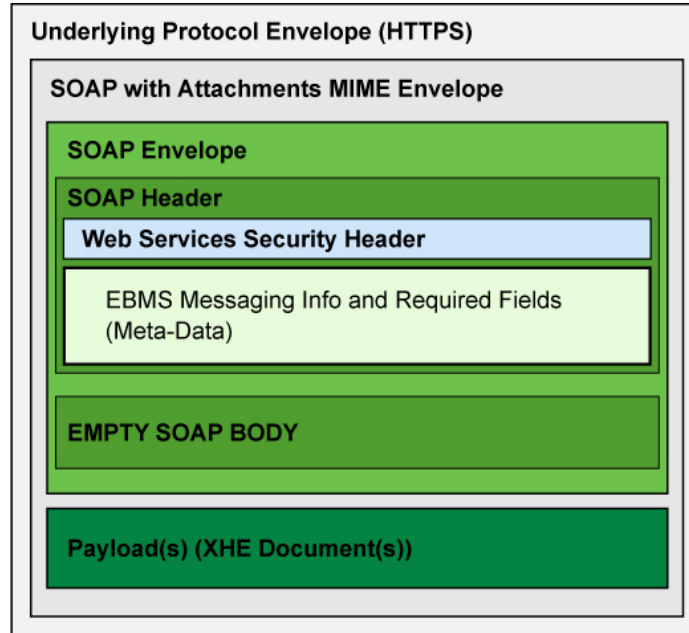 Underlying Protocol Envelope (HTTPS)
SOAP with Attachments MIME Envelope
SOAP Envelope
SOAP Header
Web Services Security Header
EBMS Messaging Info and Required Fields
(Meta-Data)
EMPTY SOAP BODY
Payload(s) (XHE Document(s))